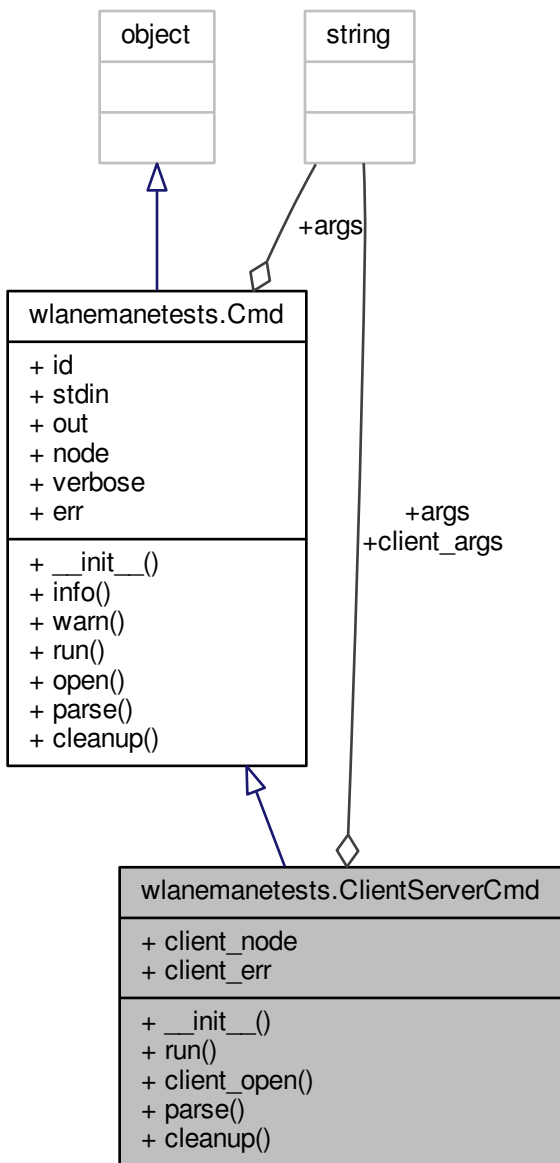 object
string
+args
wlanemanetests.Cmd
+ id
+ stdin
+ out
+ node
+ verbose
+ err
+ __init__()
+ info()
+ warn()
+ run()
+ open()
+ parse()
+ cleanup()
+args
+client_args
wlanemanetests.ClientServerCmd
+ client_node
+ client_err
+ __init__()
+ run()
+ client_open()
+ parse()
+ cleanup()